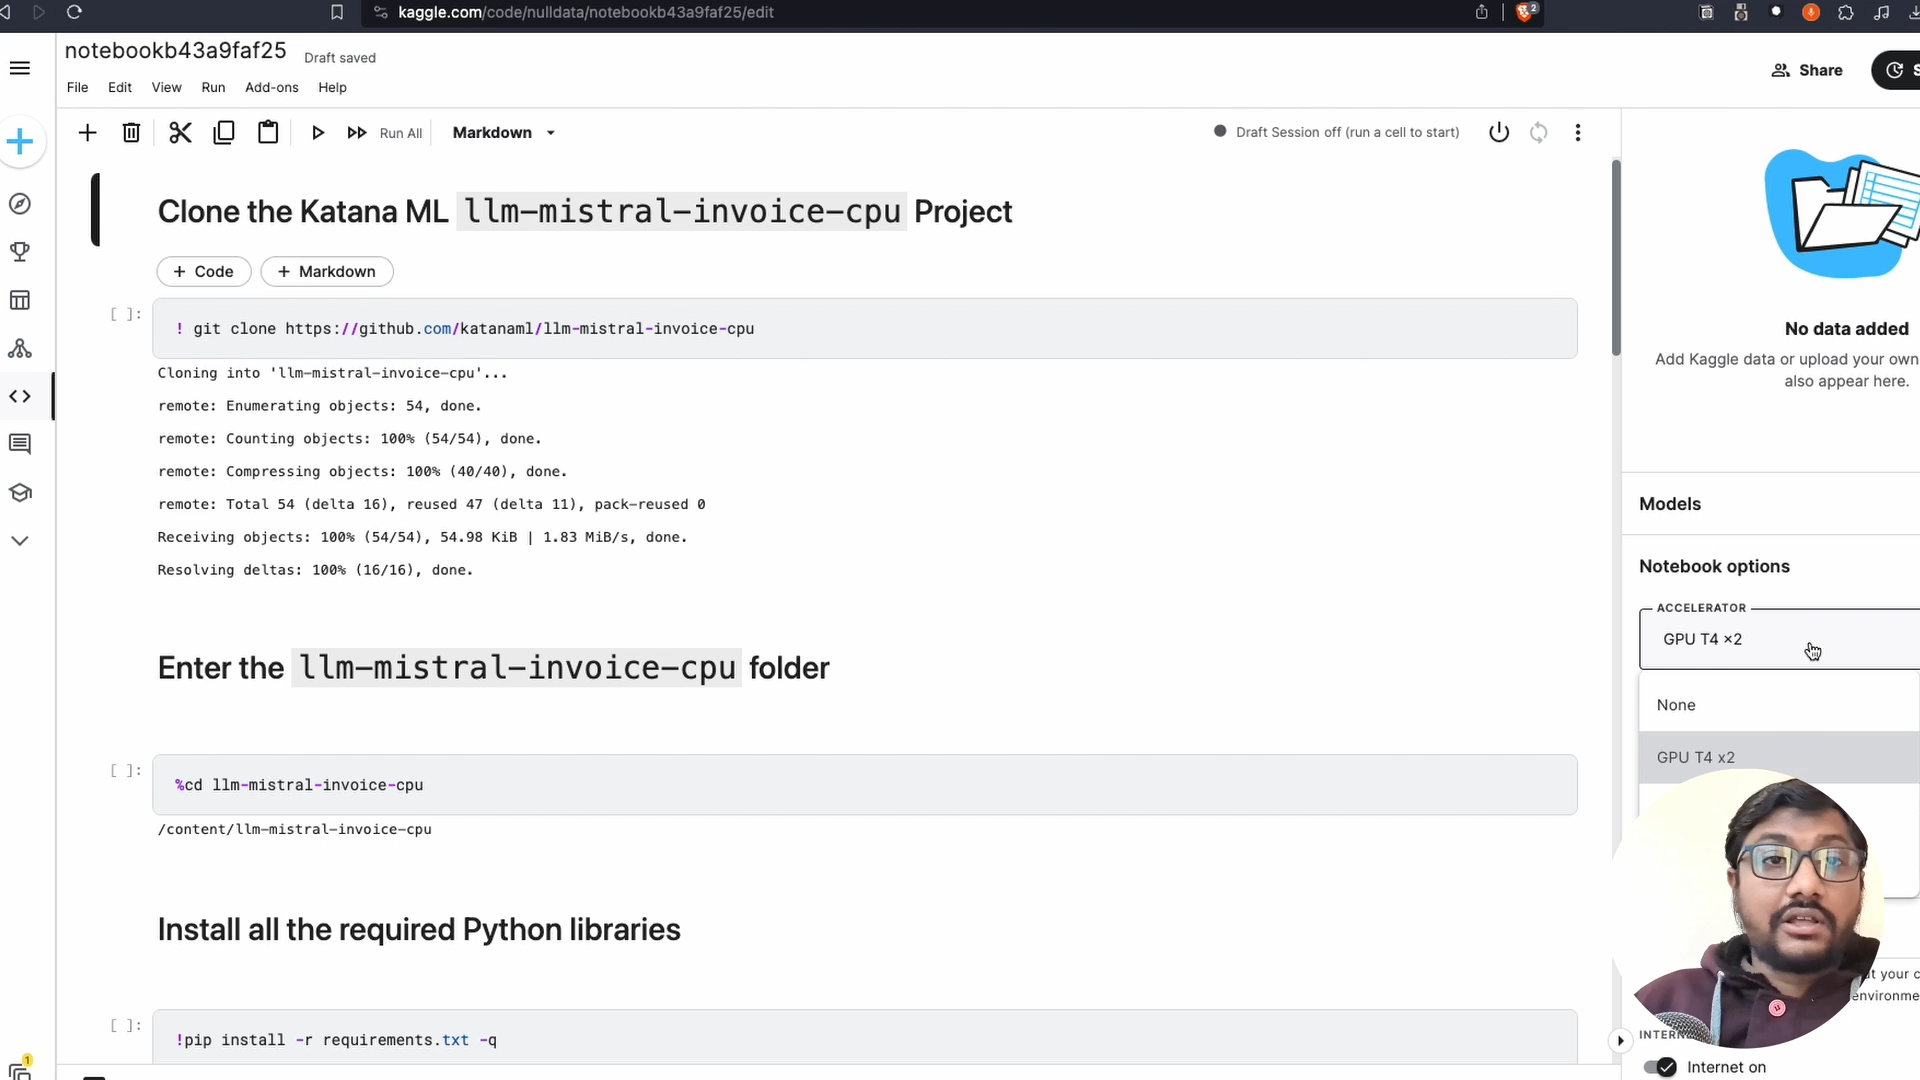 kaggle.com/code/nulldata/notebookb43a9faf25/edit
2
notebookb43a9faf25
Draft saved
File Edit View Run Add-ons Help
Share
Run All
Markdown
Draft Session off (run a cell to start)
Clone the Katana ML llm-mistral-invoice-cpu Project
+ Code + Markdown
[ ]:
! git clone https://github.com/katanaml/llm-mistral-invoice-cpu
Cloning into 'llm-mistral-invoice-cpu'...
remote: Enumerating objects: 54, done.
remote: Counting objects: 100% (54/54), done.
remote: Compressing objects: 100% (40/40), done.
remote: Total 54 (delta 16), reused 47 (delta 11), pack-reused 0
Receiving objects: 100% (54/54), 54.98 KiB | 1.83 MiB/s, done.
Resolving deltas: 100% (16/16), done.
Enter the llm-mistral-invoice-cpu folder
[ ]:
%cd llm-mistral-invoice-cpu
/content/llm-mistral-invoice-cpu
Install all the required Python libraries
[ ]:
!pip install -r requirements.txt -q
1
No data added
Add Kaggle data or upload your own
also appear here.
Models
Notebook options
ACCELERATOR
GPU T4 ×2
None
GPU T4 x2
your
Internet on